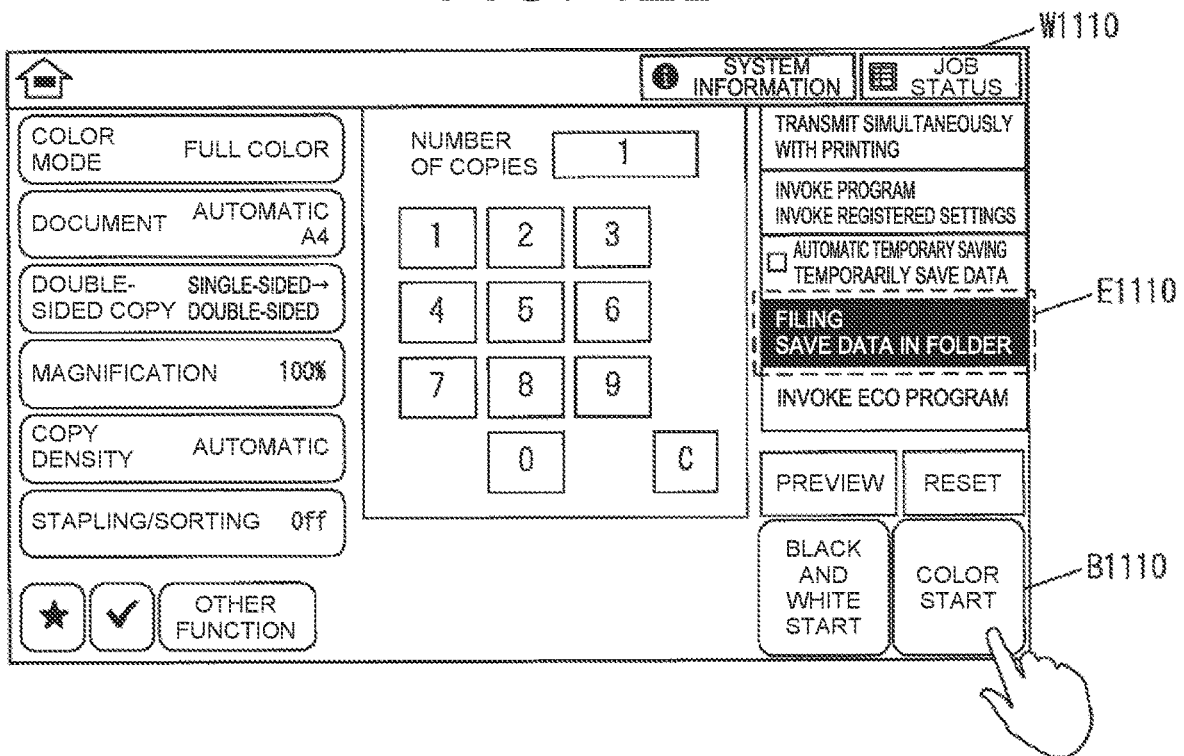 W1110
SYSTEM
INFORMATION
JOB
STATUS
COLOR
MODE
FULL COLOR
DOCUMENT
AUTOMATIC
A4
DOUBLE-
SIDED COPY
SINGLE-SIDED→
DOUBLE-SIDED
MAGNIFICATION 100%
COPY
DENSITY
AUTOMATIC
STAPLING/SORTING Off
OTHER
FUNCTION
NUMBER
OF COPIES
1
1 2 3
4 5 6
7 8 9
0 C
TRANSMIT SIMULTANEOUSLY
WITH PRINTING
INVOKE PROGRAM
INVOKE REGISTERED SETTINGS
AUTOMATIC TEMPORARY SAVING
TEMPORARILY SAVE DATA
FILING
SAVE DATA IN FOLDER
E1110
INVOKE ECO PROGRAM
PREVIEW
RESET
BLACK
AND
WHITE
START
COLOR
START
B1110